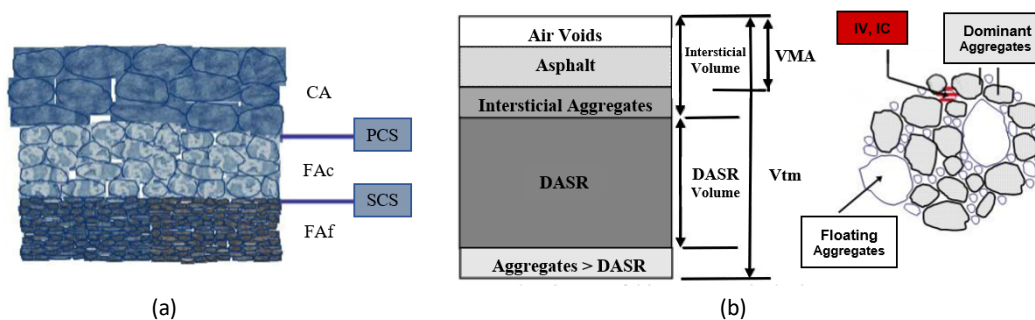 CA
PCS
FAc
SCS
FAf
(a)
Air Voids
Asphalt
Intersticial Aggregates
DASR
Aggregates > DASR
Intersticial
Volume
VMA
DASR
Volume
Vtm
IV, IC
Dominant
Aggregates
Floating
Aggregates
(b)